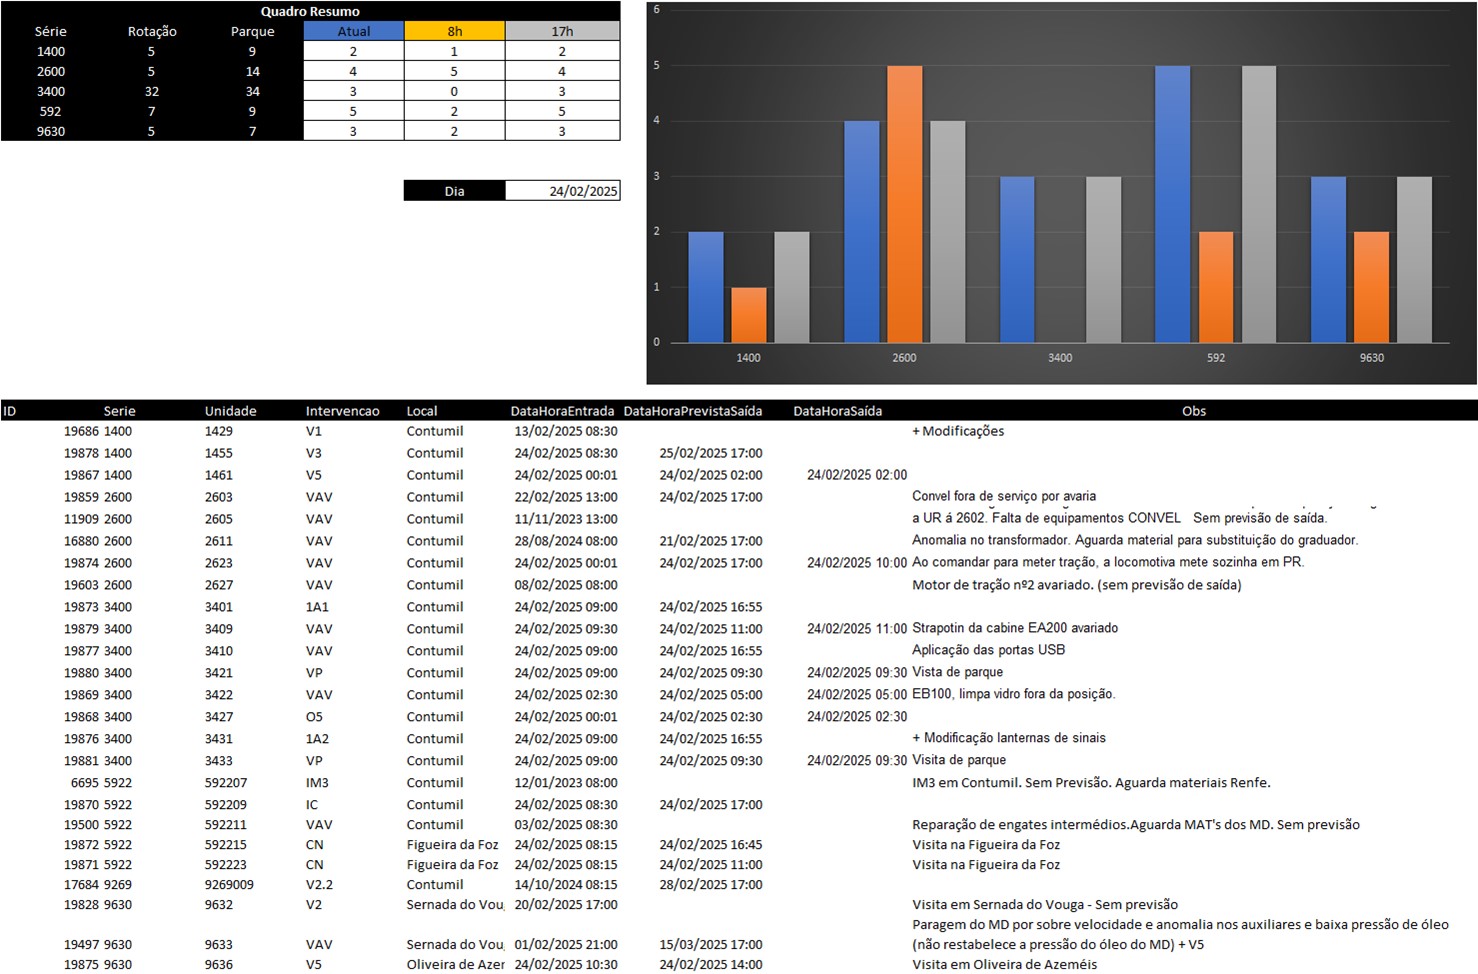 Quadro Resumo
Série Rotação Parque Atual 8h 17h
1400 5 9 2 1 2
2600 5 14 4 5 4
3400 32 34 3 0 3
592 7 9 5 2 5
9630 5 7 3 2 3
Dia 24/02/2025
6
5
4
3
2
1
0
1400 2600 3400 592 9630
ID Serie Unidade Intervencao Local DataHoraEntrada DataHoraPrevistaSaída DataHoraSaída Obs
19686 1400 1429 V1 Contumil 13/02/2025 08:30 + Modificações
19878 1400 1455 V3 Contumil 24/02/2025 08:30 25/02/2025 17:00
19867 1400 1461 V5 Contumil 24/02/2025 00:01 24/02/2025 02:00 24/02/2025 02:00
19859 2600 2603 VAV Contumil 22/02/2025 13:00 24/02/2025 17:00 Convel fora de serviço por avaria
11909 2600 2605 VAV Contumil 11/11/2023 13:00 a UR á 2602. Falta de equipamentos CONVEL Sem previsão de saída.
16880 2600 2611 VAV Contumil 28/08/2024 08:00 21/02/2025 17:00 Anomalia no transformador. Aguarda material para substituição do graduador.
19874 2600 2623 VAV Contumil 24/02/2025 00:01 24/02/2025 17:00 24/02/2025 10:00 Ao comandar para meter tração, a locomotiva mete sozinha em PR.
19603 2600 2627 VAV Contumil 08/02/2025 08:00 Motor de tração nº2 avariado. (sem previsão de saída)
19873 3400 3401 1A1 Contumil 24/02/2025 09:00 24/02/2025 16:55
19879 3400 3409 VAV Contumil 24/02/2025 09:30 24/02/2025 11:00 24/02/2025 11:00 Strapotin da cabine EA200 avariado
19877 3400 3410 VAV Contumil 24/02/2025 09:00 24/02/2025 16:55 Aplicação das portas USB
19880 3400 3421 VP Contumil 24/02/2025 09:00 24/02/2025 09:30 24/02/2025 09:30 Vista de parque
19869 3400 3422 VAV Contumil 24/02/2025 02:30 24/02/2025 05:00 24/02/2025 05:00 EB100, limpa vidro fora da posição.
19868 3400 3427 O5 Contumil 24/02/2025 00:01 24/02/2025 02:30 24/02/2025 02:30
19876 3400 3431 1A2 Contumil 24/02/2025 09:00 24/02/2025 16:55 + Modificação lanternas de sinais
19881 3400 3433 VP Contumil 24/02/2025 09:00 24/02/2025 09:30 24/02/2025 09:30 Visita de parque
6695 5922 592207 IM3 Contumil 12/01/2023 08:00 IM3 em Contumil. Sem Previsão. Aguarda materiais Renfe.
19870 5922 592209 IC Contumil 24/02/2025 08:30 24/02/2025 17:00
19500 5922 592211 VAV Contumil 03/02/2025 08:30 Reparação de engates intermédios.Aguarda MAT's dos MD. Sem previsão
19872 5922 592215 CN Figueira da Foz 24/02/2025 08:15 24/02/2025 16:45 Visita na Figueira da Foz
19871 5922 592223 CN Figueira da Foz 24/02/2025 08:15 24/02/2025 11:00 Visita na Figueira da Foz
17684 9269 9269009 V2.2 Contumil 14/10/2024 08:15 28/02/2025 17:00
19828 9630 9632 V2 Sernada do Vou 20/02/2025 17:00 Visita em Sernada do Vouga - Sem previsão
Paragem do MD por sobre velocidade e anomalia nos auxiliares e baixa pressão de óleo
19497 9630 9633 VAV Sernada do Vou 01/02/2025 21:00 15/03/2025 17:00 (não restabelece a pressão do óleo do MD) + V5
19875 9630 9636 V5 Oliveira de Azer 24/02/2025 10:30 24/02/2025 14:00 Visita em Oliveira de Azeméis